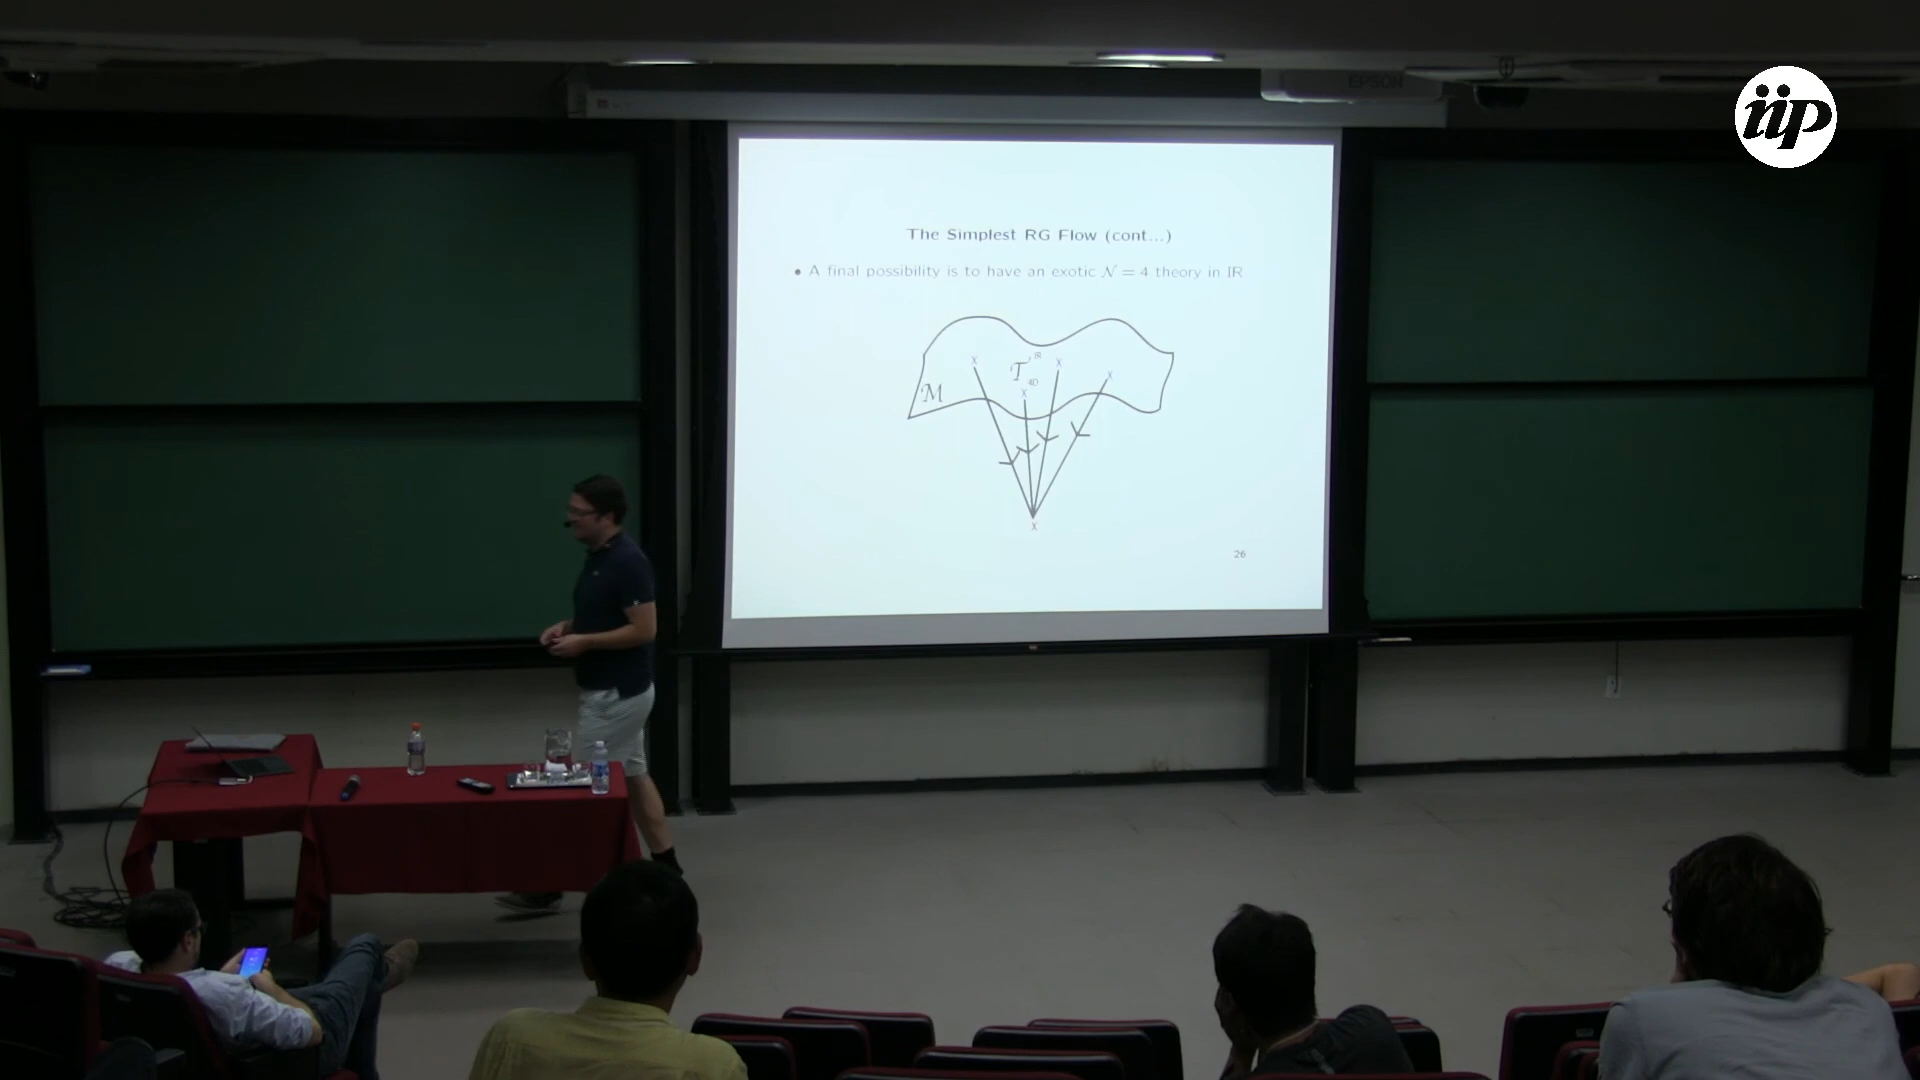 iip
EPSON
The Simplest RG Flow (cont...)
• A final possibility is to have an exotic 𝒩 = 4 theory in IR
𝒯 IR 4D
ℳ
x x x x
x
26